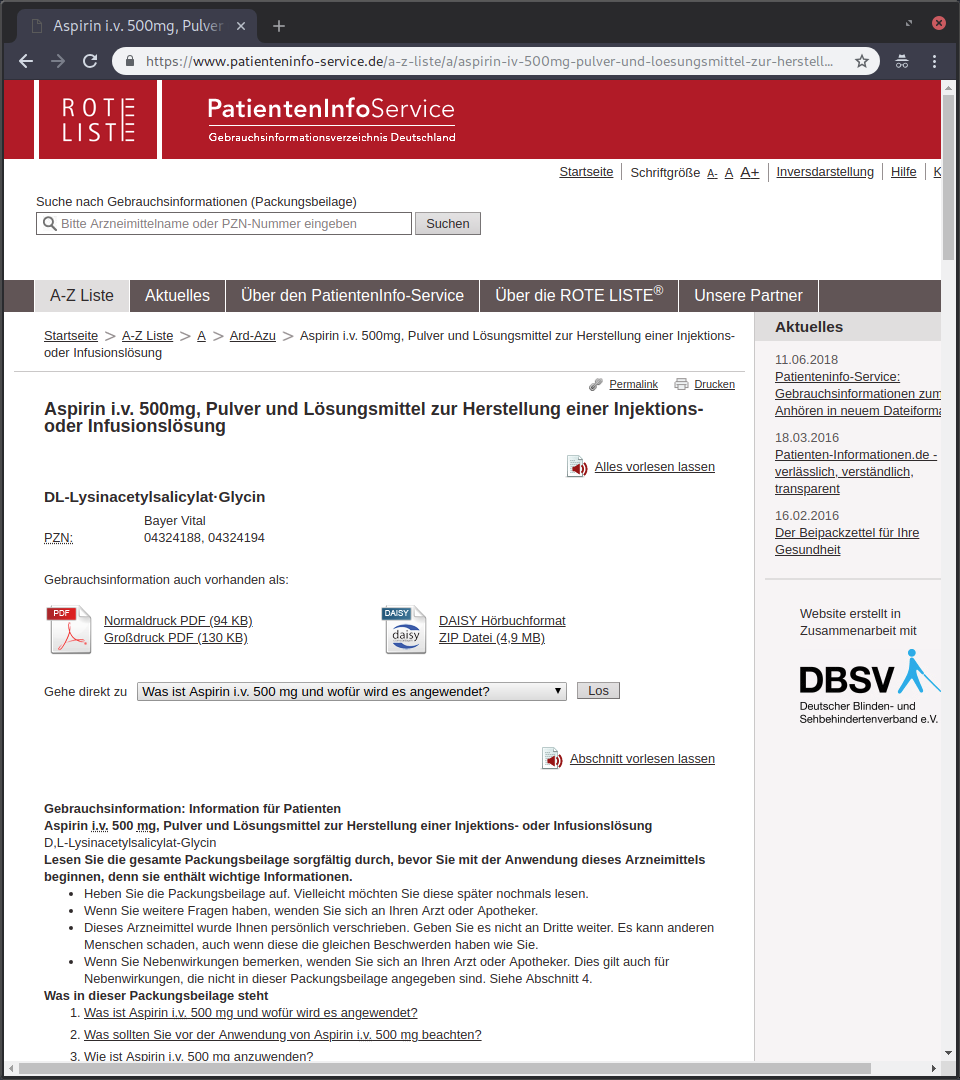 Aspirin i.v. 500mg, Pulver
https://www.patienteninfo-service.de/a-z-liste/a/aspirin-iv-500mg-pulver-und-loesungsmittel-zur-herstell...
ROTE
LISTE
PatientenInfoService
Gebrauchsinformationsverzeichnis Deutschland
Startseite Schriftgröße A- A A+ Inversdarstellung Hilfe K
Suche nach Gebrauchsinformationen (Packungsbeilage)
Bitte Arzneimittelname oder PZN-Nummer eingeben Suchen
A-Z Liste Aktuelles Über den PatientenInfo-Service Über die ROTE LISTE® Unsere Partner
Startseite > A-Z Liste > A > Ard-Azu > Aspirin i.v. 500mg, Pulver und Lösungsmittel zur Herstellung einer Injektions-
oder Infusionslösung
Permalink Drucken
Aspirin i.v. 500mg, Pulver und Lösungsmittel zur Herstellung einer Injektions-
oder Infusionslösung
Alles vorlesen lassen
DL-Lysinacetylsalicylat·Glycin
Bayer Vital
PZN: 04324188, 04324194
Gebrauchsinformation auch vorhanden als:
PDF
Normaldruck PDF (94 KB)
Großdruck PDF (130 KB)
DAISY
daisy
DAISY Hörbuchformat
ZIP Datei (4,9 MB)
Gehe direkt zu Was ist Aspirin i.v. 500 mg und wofür wird es angewendet? Los
Abschnitt vorlesen lassen
Gebrauchsinformation: Information für Patienten
Aspirin i.v. 500 mg, Pulver und Lösungsmittel zur Herstellung einer Injektions- oder Infusionslösung
D,L-Lysinacetylsalicylat-Glycin
Lesen Sie die gesamte Packungsbeilage sorgfältig durch, bevor Sie mit der Anwendung dieses Arzneimittels
beginnen, denn sie enthält wichtige Informationen.
• Heben Sie die Packungsbeilage auf. Vielleicht möchten Sie diese später nochmals lesen.
• Wenn Sie weitere Fragen haben, wenden Sie sich an Ihren Arzt oder Apotheker.
• Dieses Arzneimittel wurde Ihnen persönlich verschrieben. Geben Sie es nicht an Dritte weiter. Es kann anderen
Menschen schaden, auch wenn diese die gleichen Beschwerden haben wie Sie.
• Wenn Sie Nebenwirkungen bemerken, wenden Sie sich an Ihren Arzt oder Apotheker. Dies gilt auch für
Nebenwirkungen, die nicht in dieser Packungsbeilage angegeben sind. Siehe Abschnitt 4.
Was in dieser Packungsbeilage steht
1. Was ist Aspirin i.v. 500 mg und wofür wird es angewendet?
2. Was sollten Sie vor der Anwendung von Aspirin i.v. 500 mg beachten?
3. Wie ist Aspirin i.v. 500 mg anzuwenden?
Aktuelles
11.06.2018
Patienteninfo-Service:
Gebrauchsinformationen zum
Anhören in neuem Dateiforma
18.03.2016
Patienten-Informationen.de -
verlässlich, verständlich,
transparent
16.02.2016
Der Beipackzettel für Ihre
Gesundheit
Website erstellt in
Zusammenarbeit mit
DBSV
Deutscher Blinden- und
Sehbehindertenverband e.V.